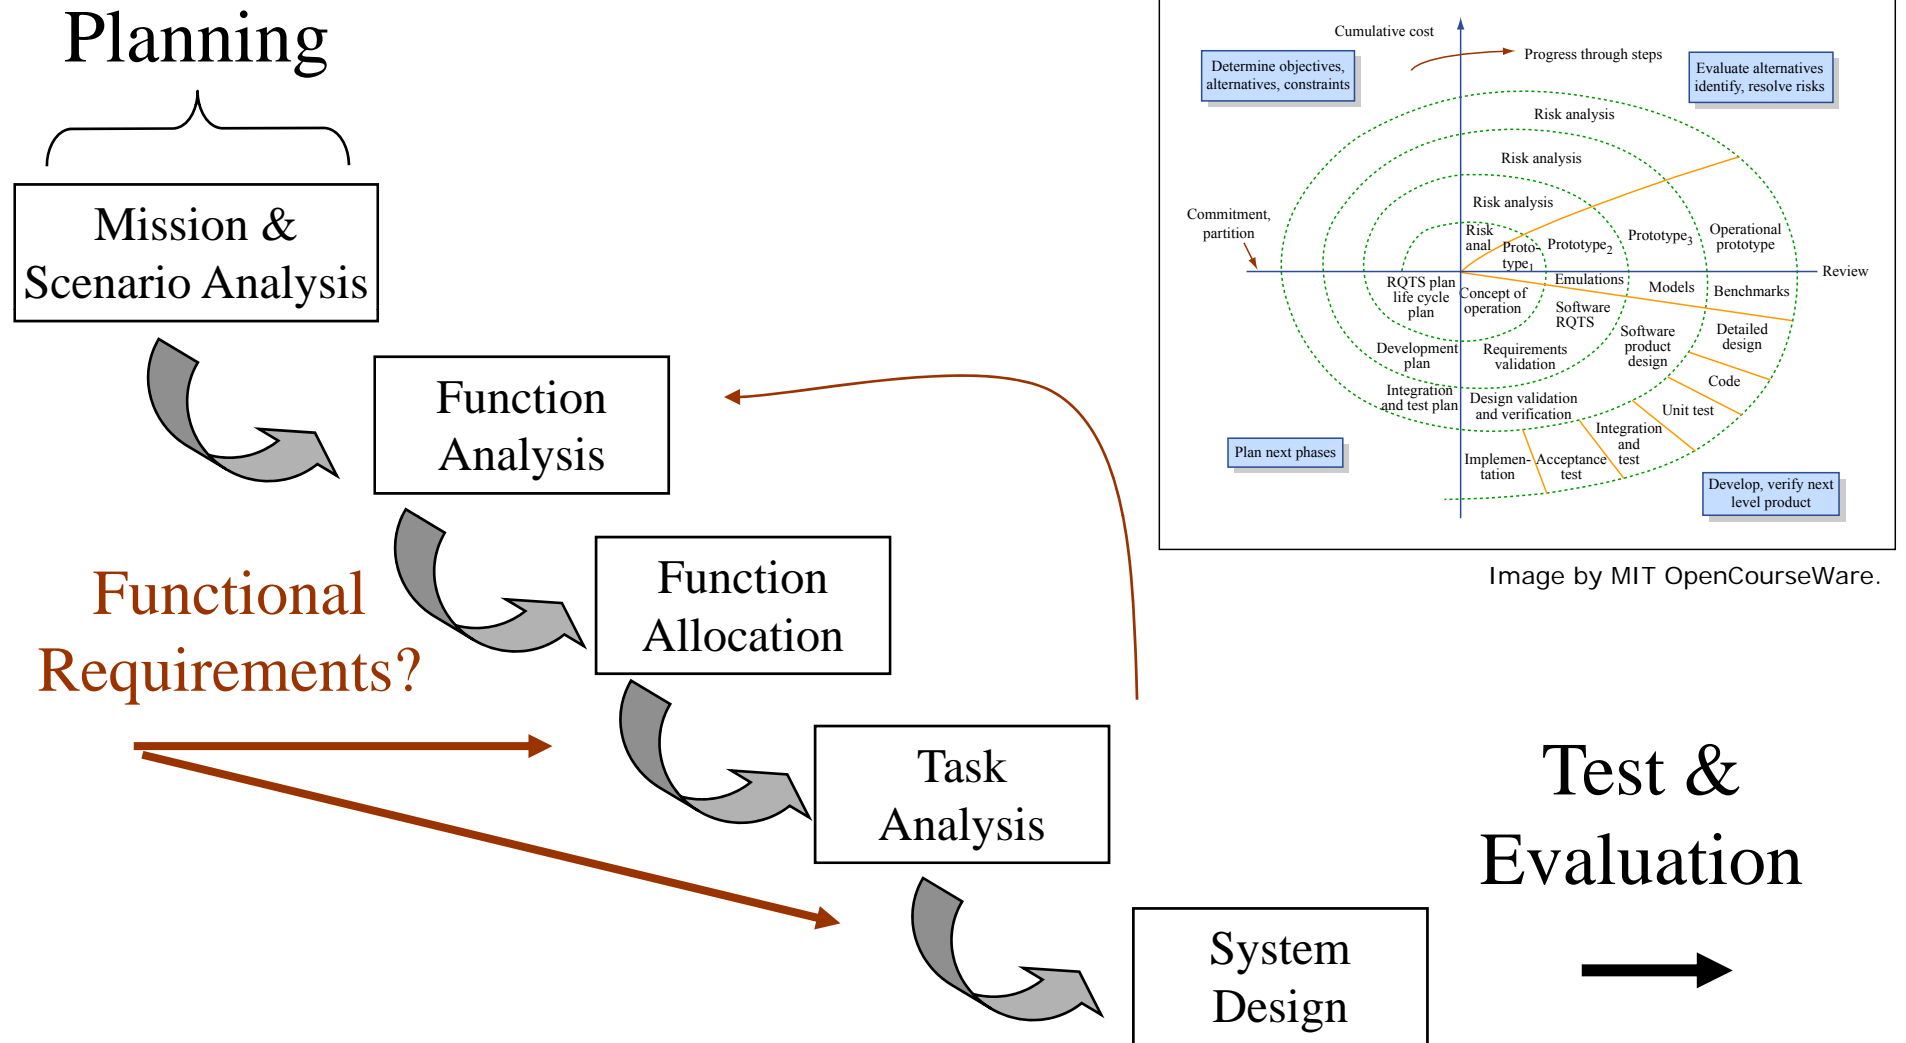 Planning
Mission &
Scenario Analysis
Function
Analysis
Function
Allocation
Functional
Requirements?
Task
Analysis
System
Design
Test &
Evaluation
Cumulative cost
Progress through steps
Determine objectives,
alternatives, constraints
Evaluate alternatives
identify, resolve risks
Risk analysis
Risk analysis
Risk analysis
Risk
anal
Proto-
type1
Prototype2
Prototype3
Operational
prototype
Commitment,
partition
Review
RQTS plan
life cycle
plan
Concept of
operation
Emulations
Models
Benchmarks
Software
RQTS
Software
product
design
Detailed
design
Development
plan
Requirements
validation
Code
Integration
and test plan
Design validation
and verification
Unit test
Integration
and
test
Plan next phases
Implemen-
tation
Acceptance
test
Develop, verify next
level product
Image by MIT OpenCourseWare.